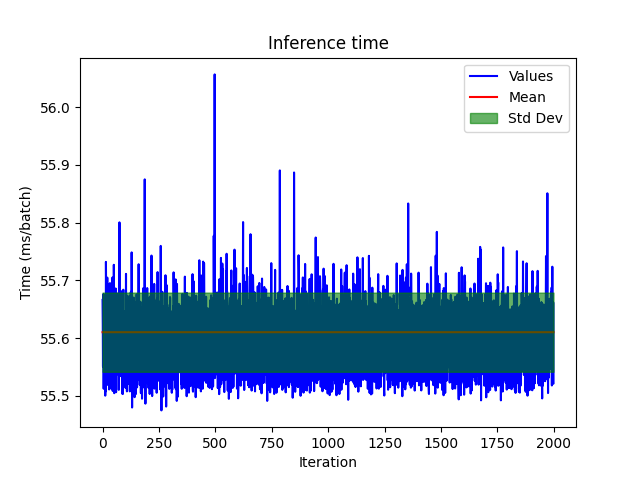 Inference time
Values
Mean
Std Dev
Time (ms/batch)
56.0
55.9
55.8
55.7
55.6
55.5
0
250
500
750
1000
1250
1500
1750
2000
Iteration